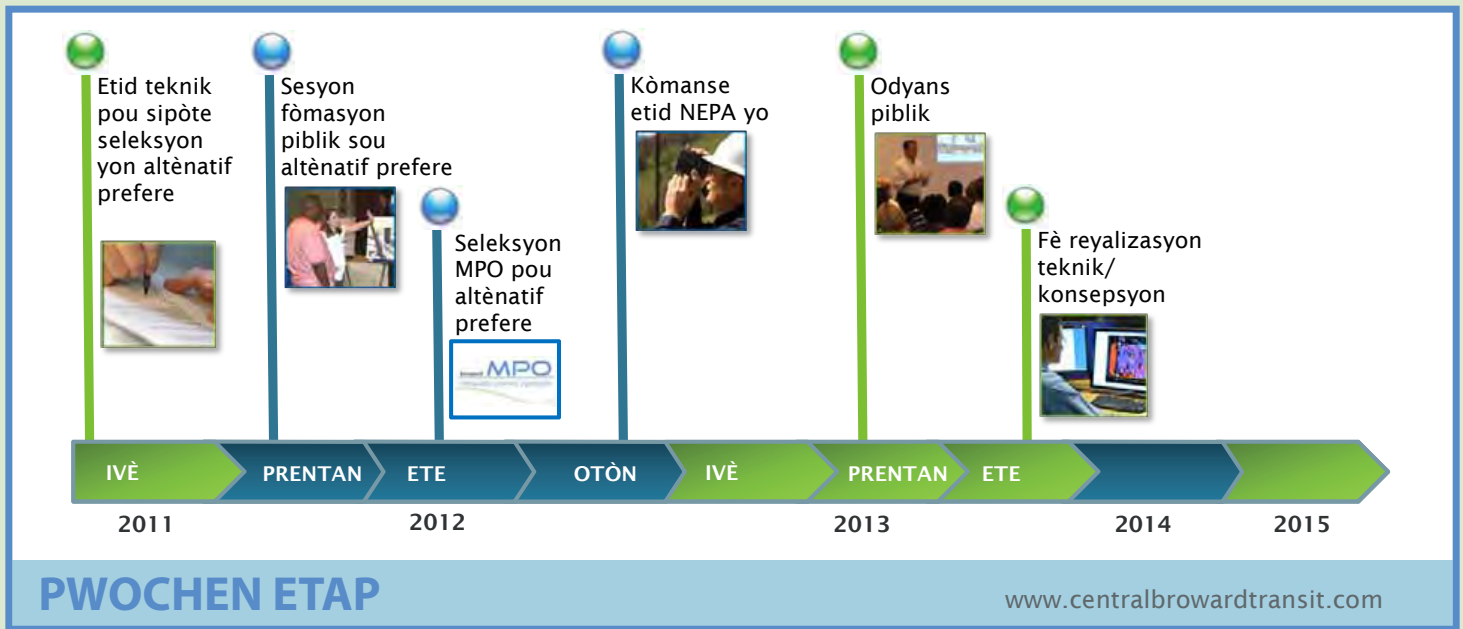 Etid teknik
pou sipòte
seleksyon
yon altènatif
prefere
Sesyon
fòmasyon
piblik sou
altènatif prefere
Seleksyon
MPO pou
altènatif
prefere
MPO
Kòmanse
etid NEPA yo
Odyans
piblik
Fè reyalizasyon
teknik/
konsepsyon
IVÈ
PRENTAN
ETE
OTÒN
IVÈ
PRENTAN
ETE
2011
2012
2013
2014
2015
PWOCHEN ETAP
www.centralbrowardtransit.com